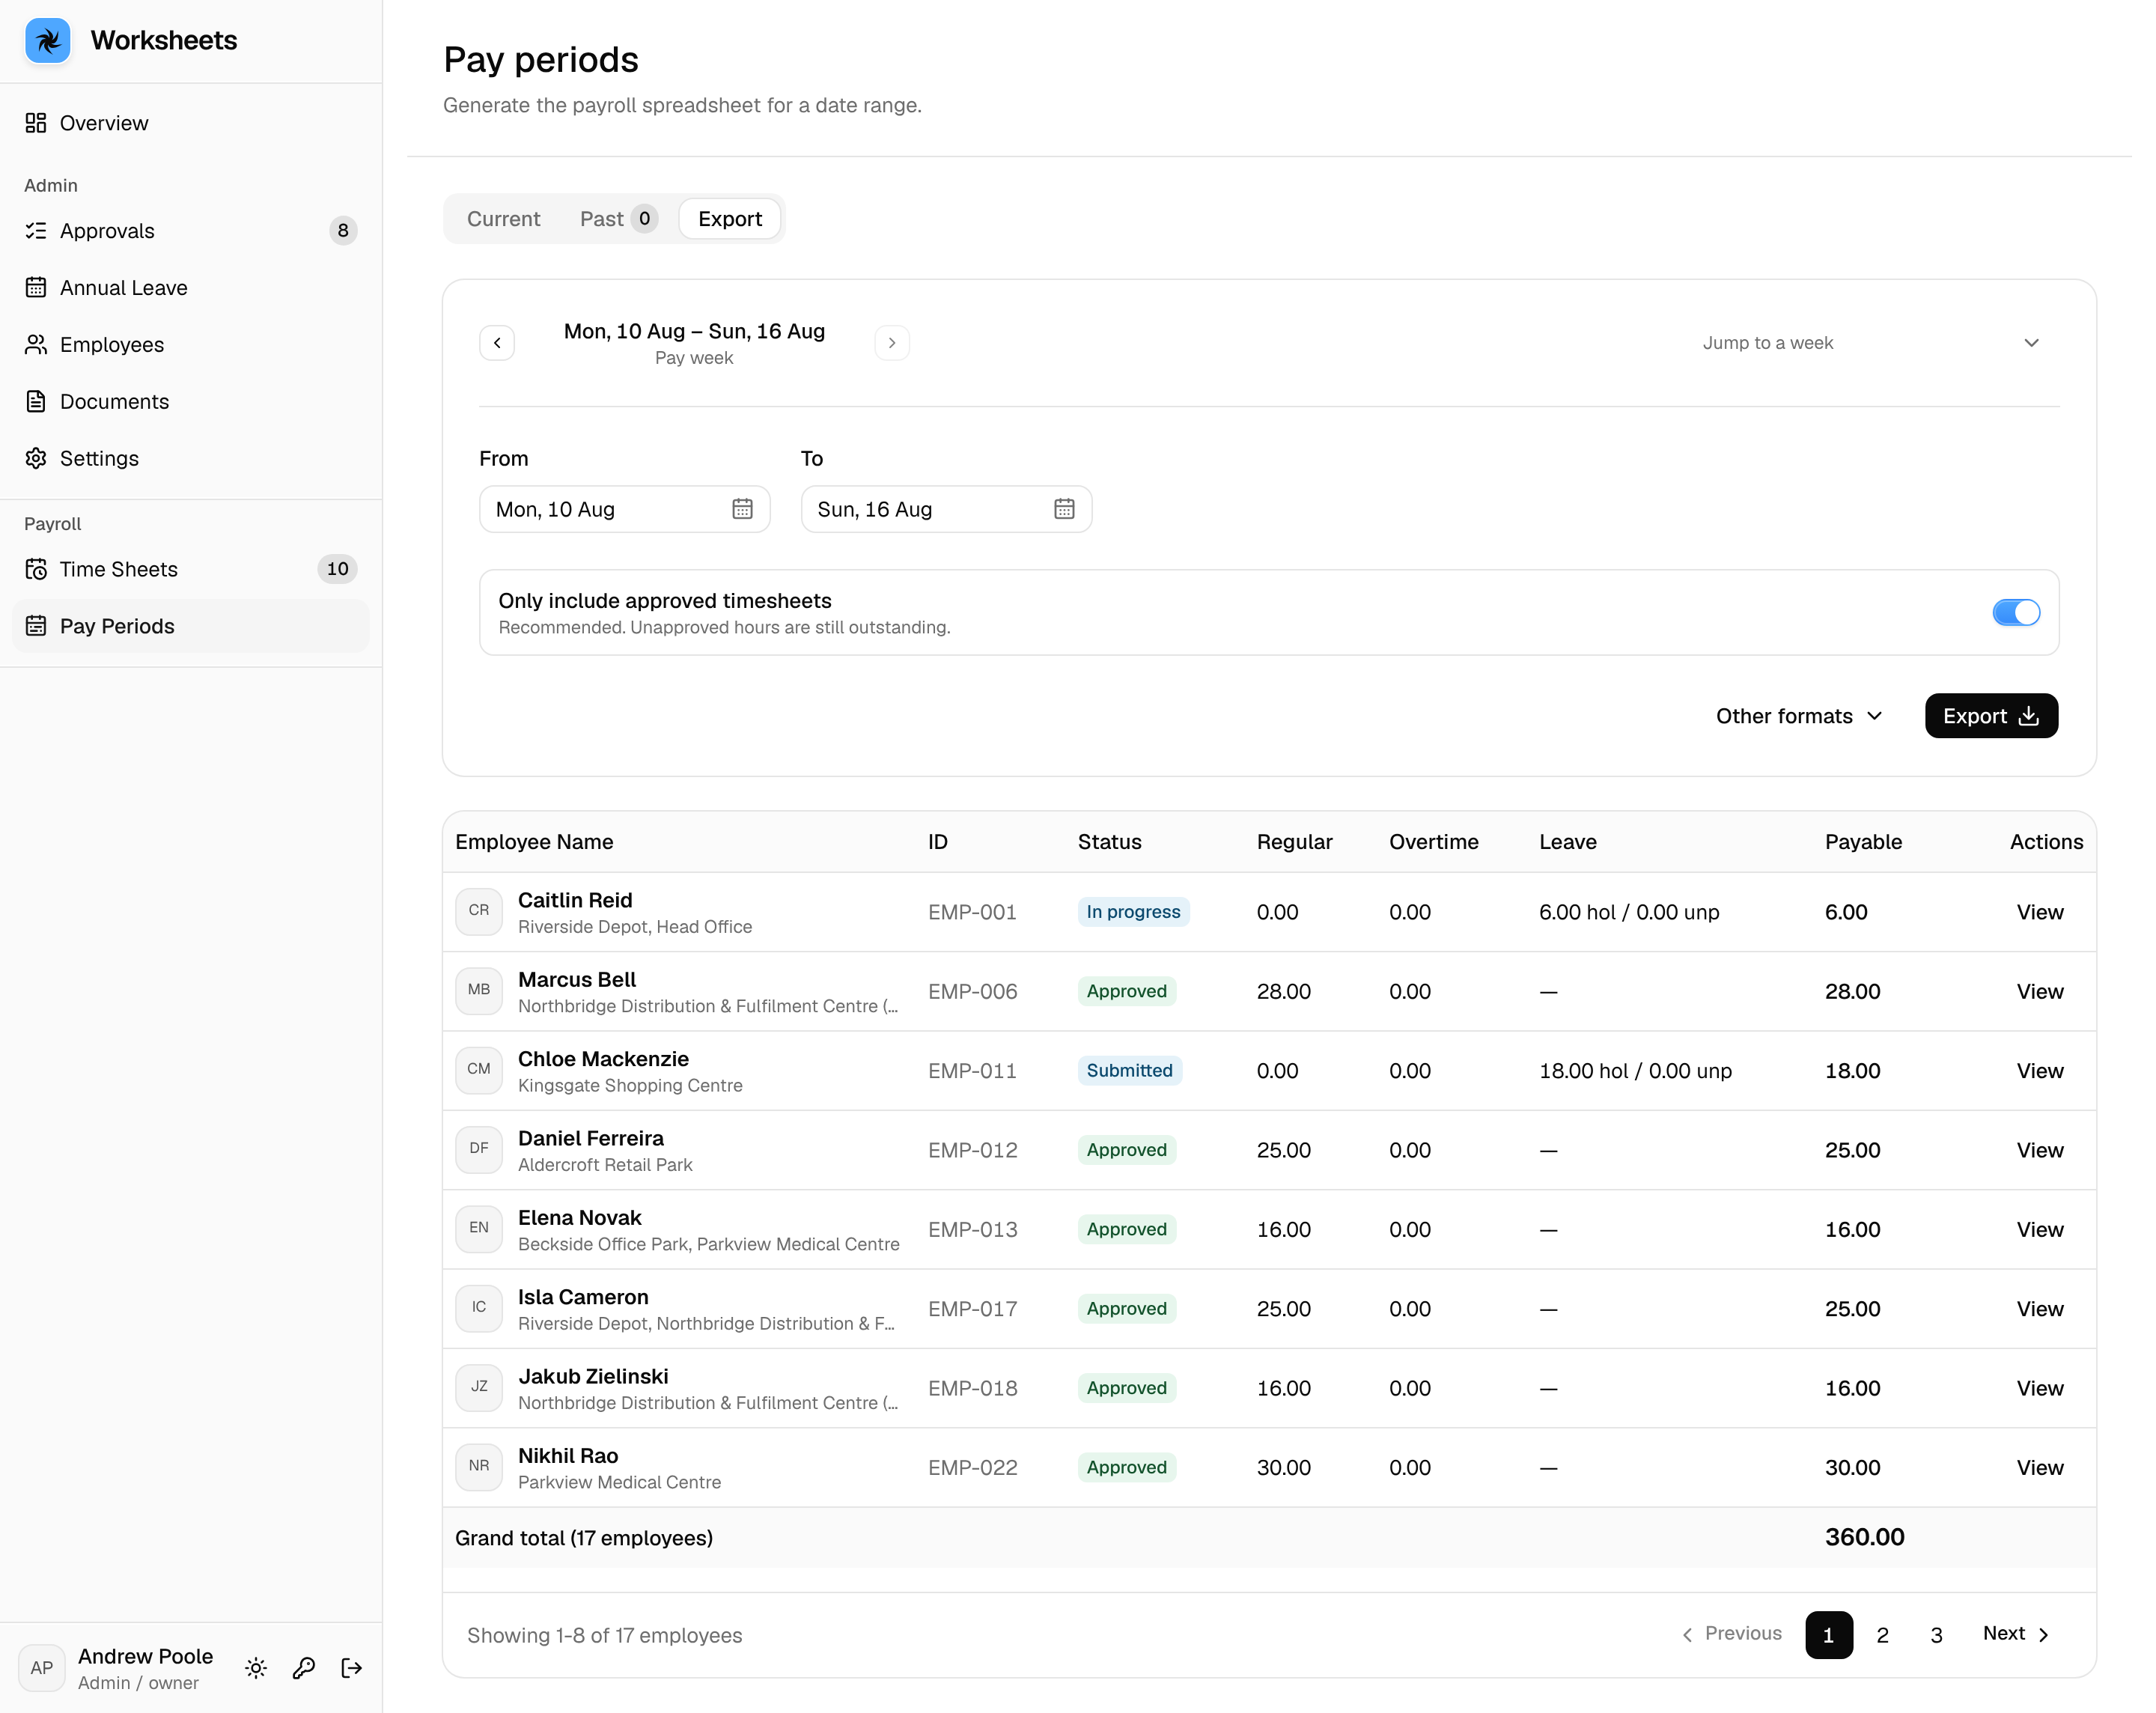 Worksheets
Overview
Admin
Approvals 8
Annual Leave
Employees
Documents
Settings
Payroll
Time Sheets 10
Pay Periods
AP
Andrew Poole
Admin / owner
Pay periods
Generate the payroll spreadsheet for a date range.
Current Past 0 Export
Mon, 10 Aug – Sun, 16 Aug
Pay week
Jump to a week
From To
Mon, 10 Aug Sun, 16 Aug
Only include approved timesheets
Recommended. Unapproved hours are still outstanding.
Other formats Export
Employee Name ID Status Regular Overtime Leave Payable Actions
CR Caitlin Reid EMP-001 In progress 0.00 0.00 6.00 hol / 0.00 unp 6.00 View
Riverside Depot, Head Office
MB Marcus Bell EMP-006 Approved 28.00 0.00 — 28.00 View
Northbridge Distribution & Fulfilment Centre (...
CM Chloe Mackenzie EMP-011 Submitted 0.00 0.00 18.00 hol / 0.00 unp 18.00 View
Kingsgate Shopping Centre
DF Daniel Ferreira EMP-012 Approved 25.00 0.00 — 25.00 View
Aldercroft Retail Park
EN Elena Novak EMP-013 Approved 16.00 0.00 — 16.00 View
Beckside Office Park, Parkview Medical Centre
IC Isla Cameron EMP-017 Approved 25.00 0.00 — 25.00 View
Riverside Depot, Northbridge Distribution & F...
JZ Jakub Zielinski EMP-018 Approved 16.00 0.00 — 16.00 View
Northbridge Distribution & Fulfilment Centre (...
NR Nikhil Rao EMP-022 Approved 30.00 0.00 — 30.00 View
Parkview Medical Centre
Grand total (17 employees) 360.00
Showing 1-8 of 17 employees Previous 1 2 3 Next